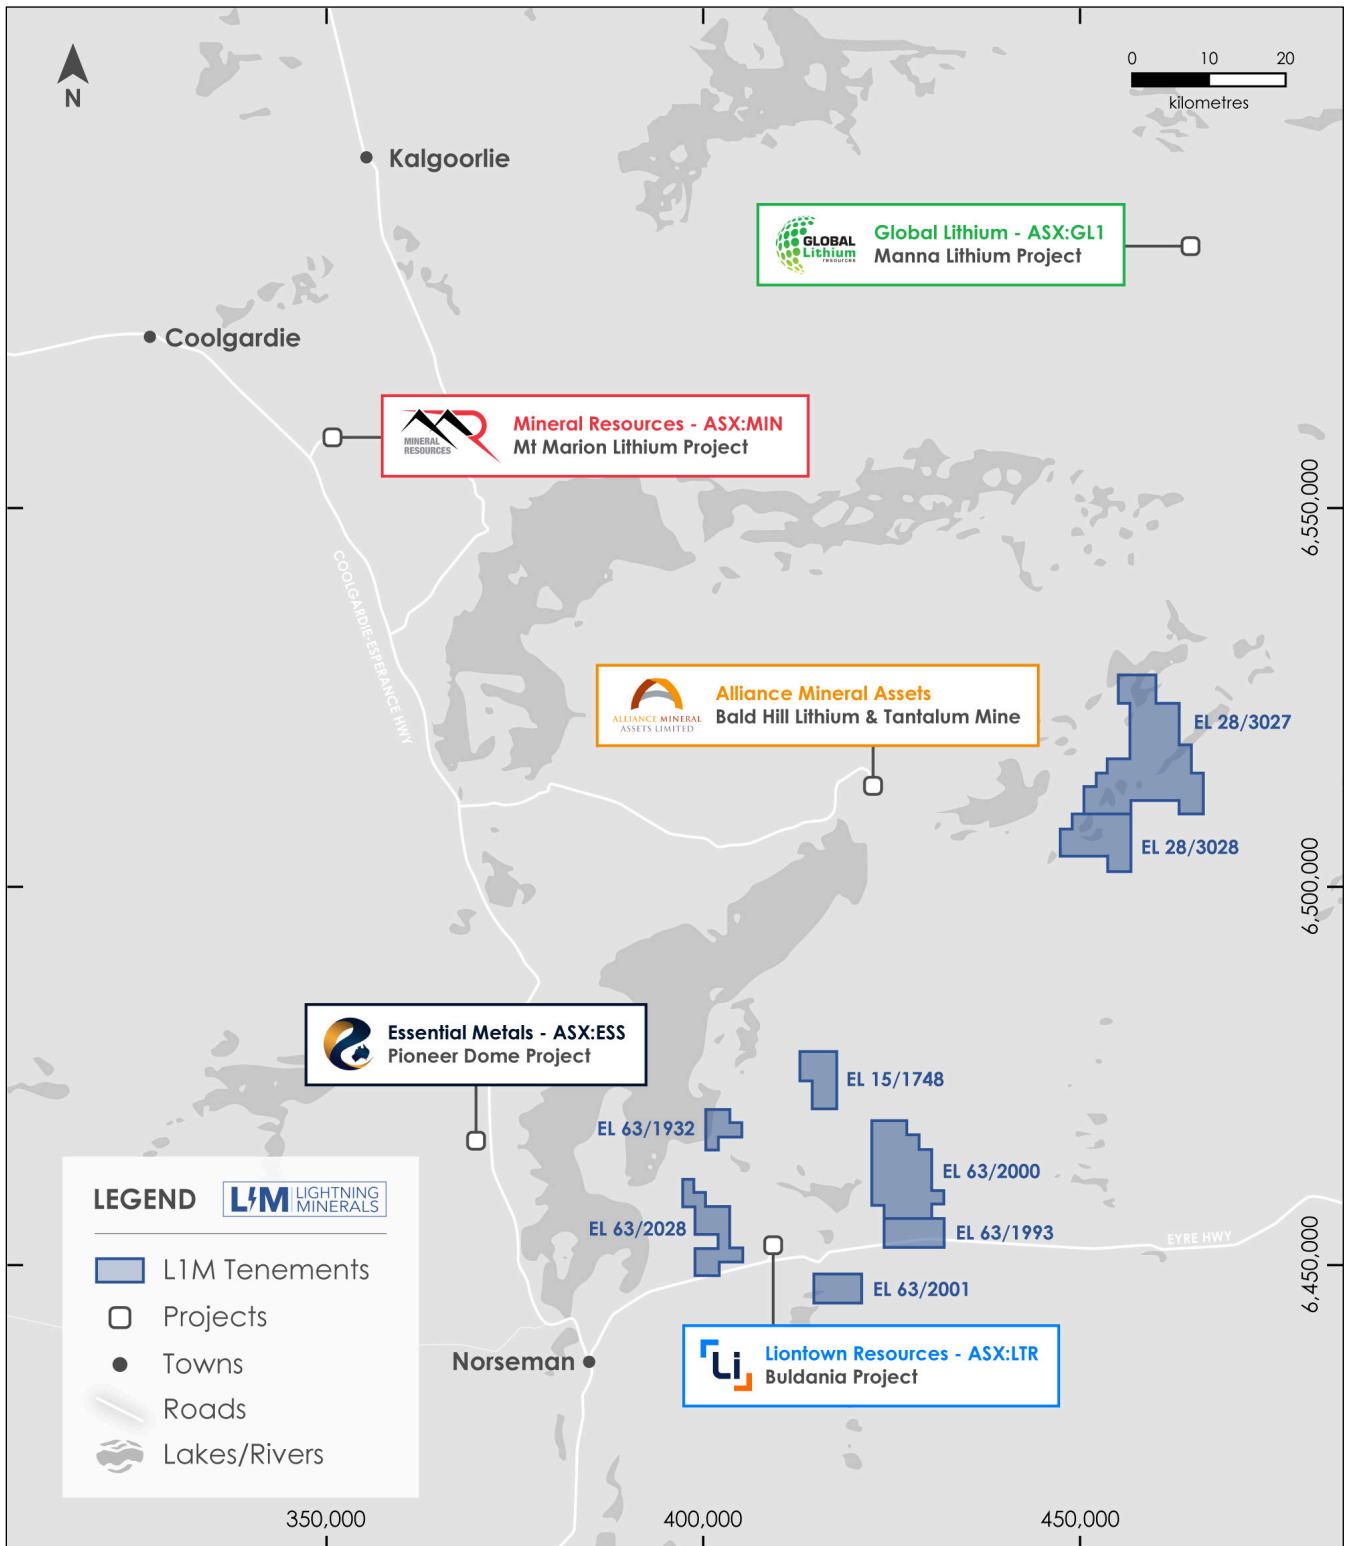 N
0 10 20
kilometres
Kalgoorlie
GLOBAL
Lithium
resources
Global Lithium - ASX:GL1
Manna Lithium Project
Coolgardie
MINERAL
RESOURCES
Mineral Resources - ASX:MIN
Mt Marion Lithium Project
6,550,000
COOLGARDIE-ESPERANCE HWY
ALLIANCE MINERAL
ASSETS LIMITED
Alliance Mineral Assets
Bald Hill Lithium & Tantalum Mine
EL 28/3027
EL 28/3028
6,500,000
Essential Metals - ASX:ESS
Pioneer Dome Project
EL 15/1748
EL 63/1932
EL 63/2000
EL 63/2028
EL 63/1993
EYRE HWY
6,450,000
EL 63/2001
Norseman
Li
Liontown Resources - ASX:LTR
Buldania Project
LEGEND
L1M LIGHTNING
MINERALS
L1M Tenements
Projects
Towns
Roads
Lakes/Rivers
350,000 400,000 450,000